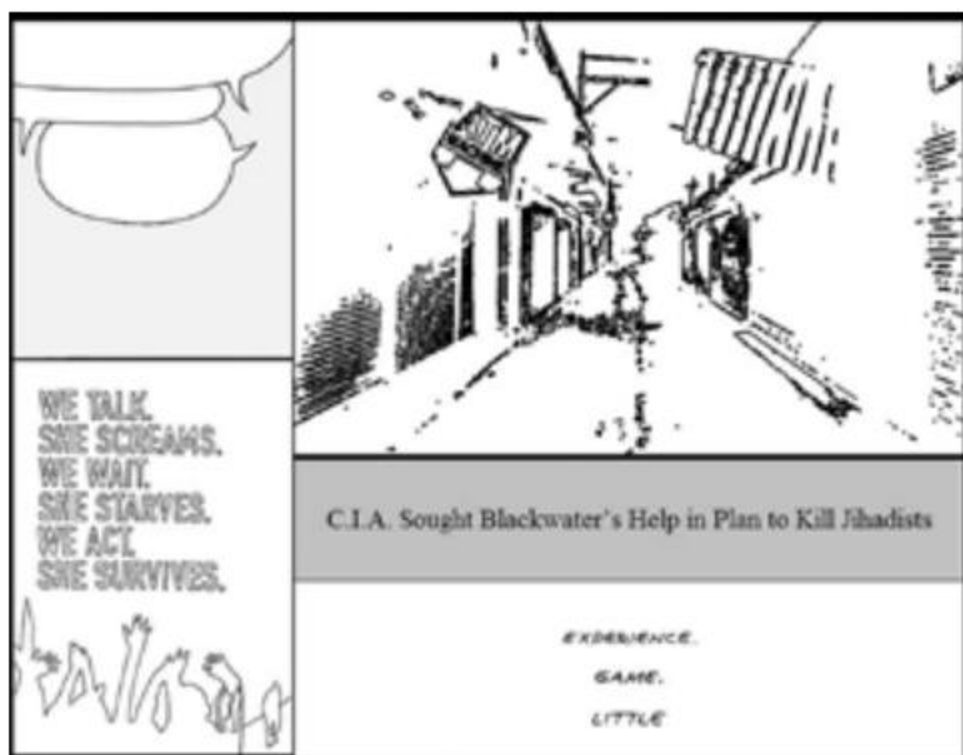 WE TALK.
SHE SCREAMS.
WE WAIT.
SHE STARVES.
WE ACT.
SHE SURVIVES.
C.I.A. Sought Blackwater's Help in Plan to Kill Jihadists
EXPERIENCE.
GAME.
LITTLE